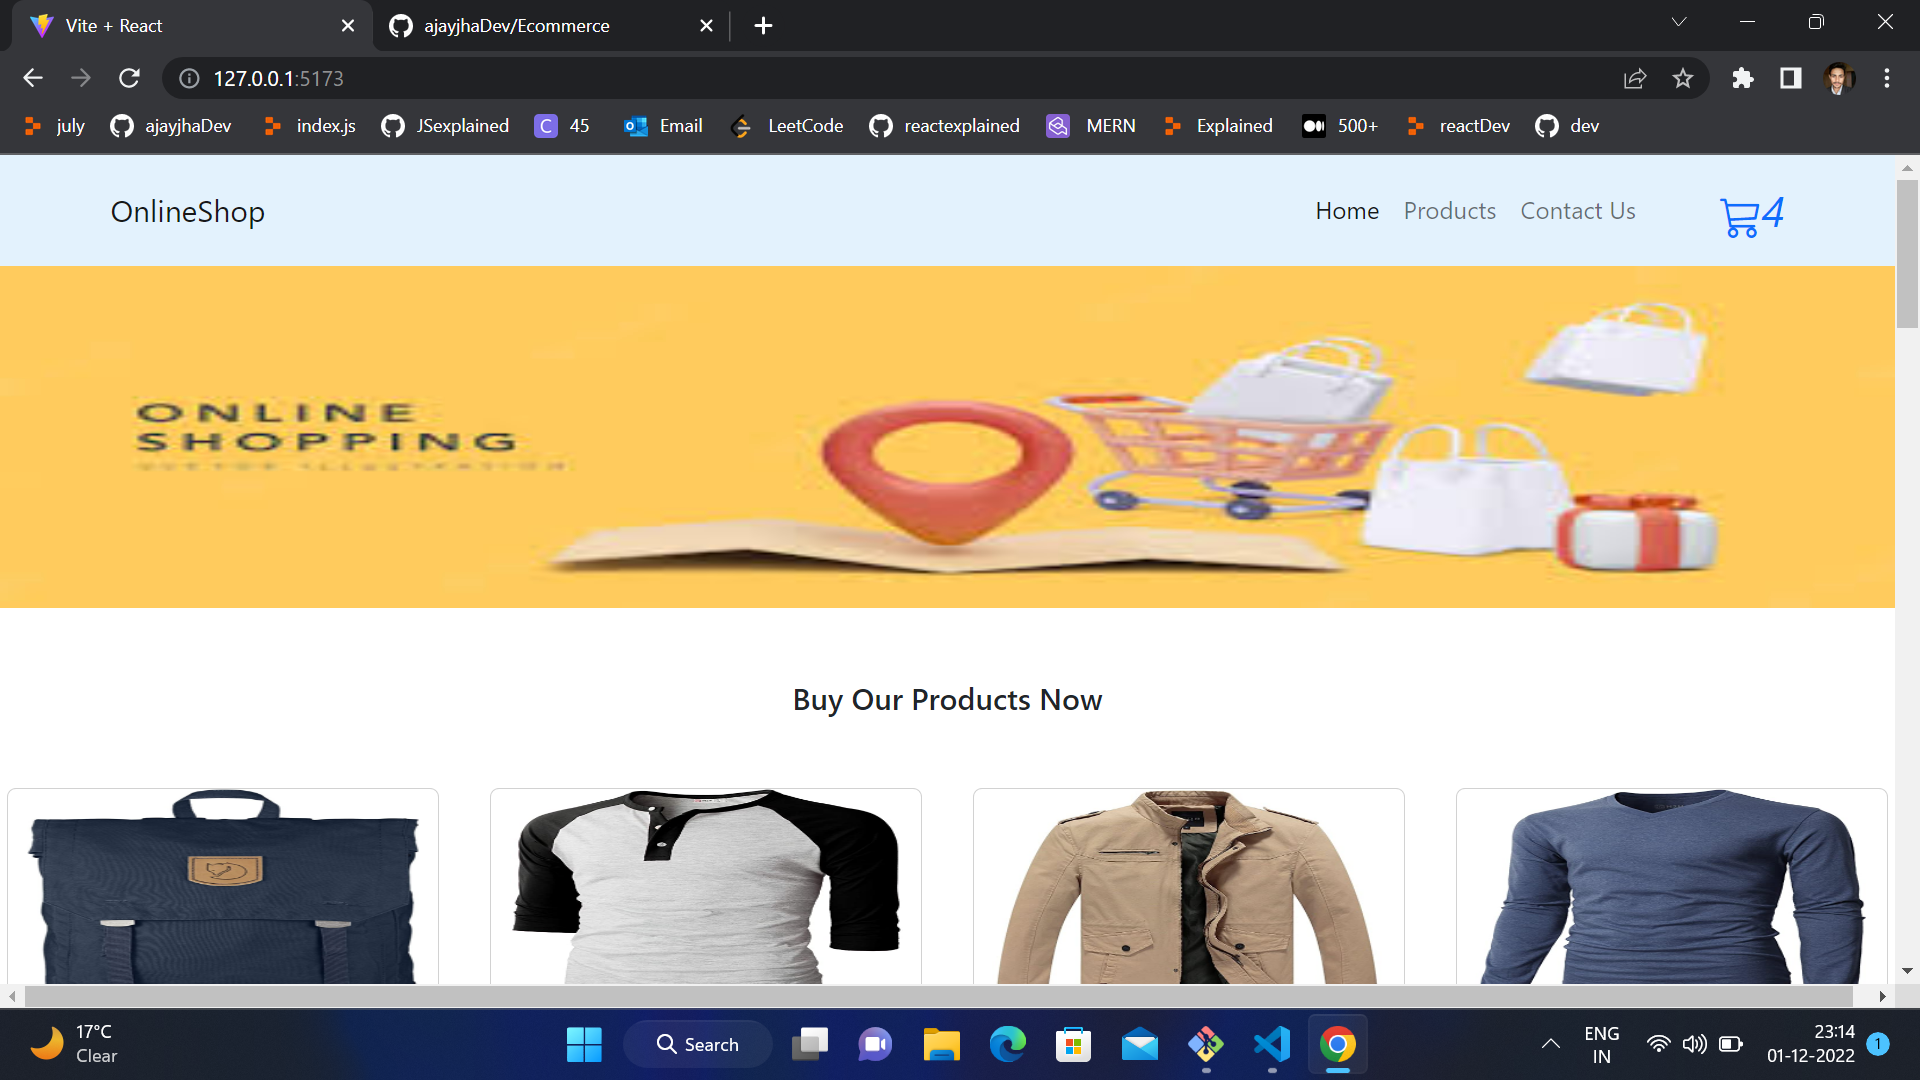 Vite + React
ajayjhaDev/Ecommerce
127.0.0.1:5173
july
ajayjhaDev
index.js
JSexplained
C 45
Email
LeetCode
reactexplained
MERN
Explained
500+
reactDev
dev
OnlineShop
Home
Products
Contact Us
4
ONLINE
SHOPPING
VECTOR ILLUSTRATION
Buy Our Products Now
17°C
Clear
Search
ENG
IN
23:14
01-12-2022
1